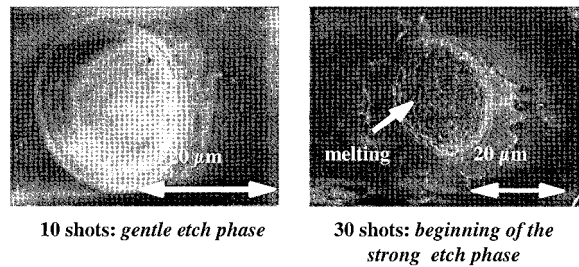 20 µm
melting
20 µm
10 shots: gentle etch phase
30 shots: beginning of the
strong etch phase